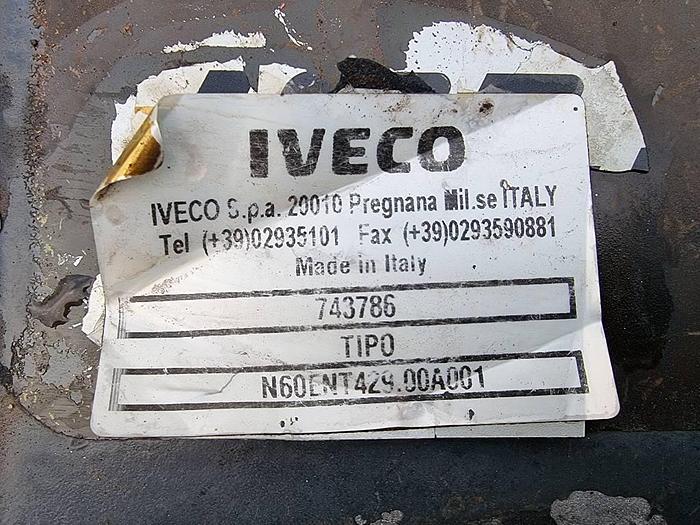 IVECO
IVECO S.p.a. 20010 Pregnana Mil.se ITALY
Tel (+39)02935101 Fax (+39)0293590881
Made in Italy
743786
TIPO
N60ENT429.00A001